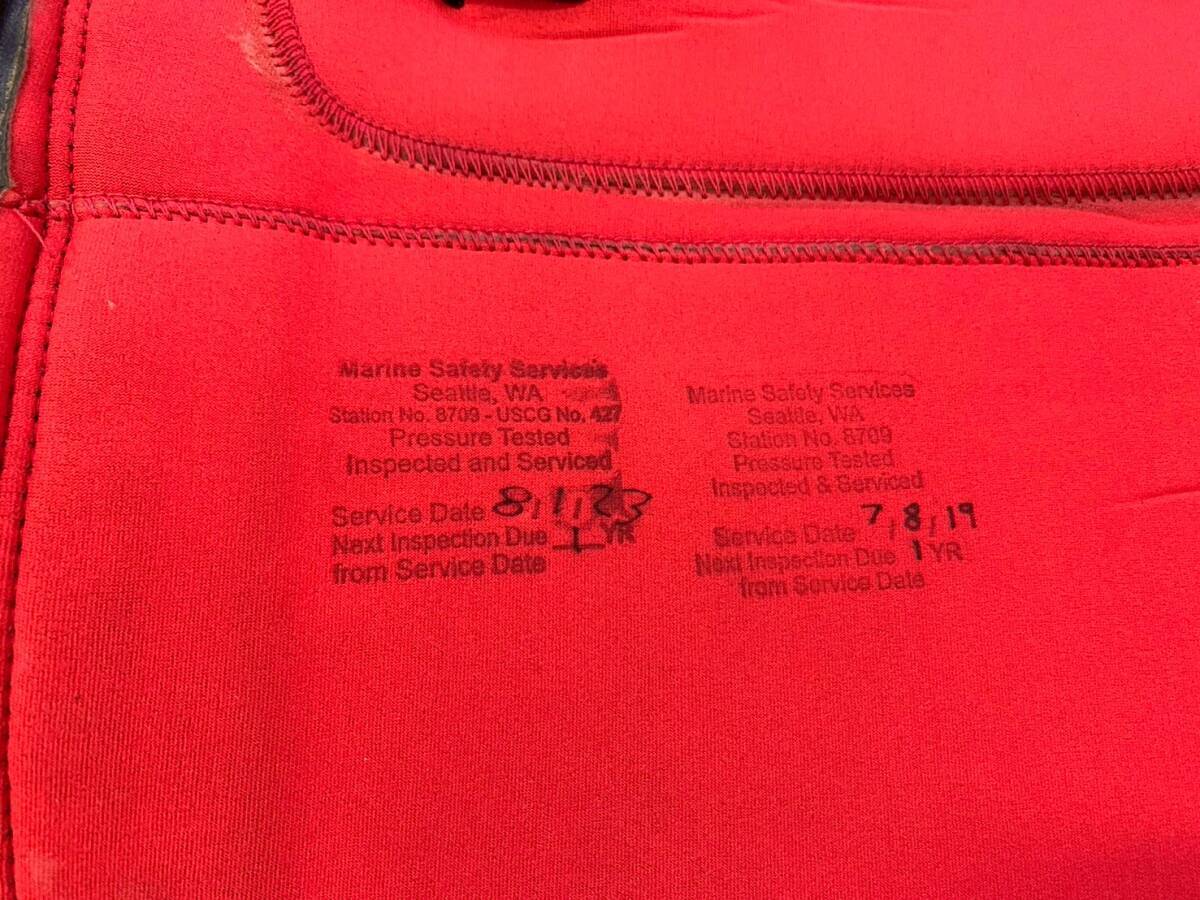 Marine Safety Services
Seattle, WA
Station No. 8709 - USCG No. 427
Pressure Tested
Inspected and Serviced
Service Date 8/1/23
Next Inspection Due 1 YR
from Service Date
Marine Safety Services
Seattle, WA
Station No. 8709
Pressure Tested
Inspected & Serviced
Service Date 7/8/19
Next Inspection Due 1 YR
from Service Date